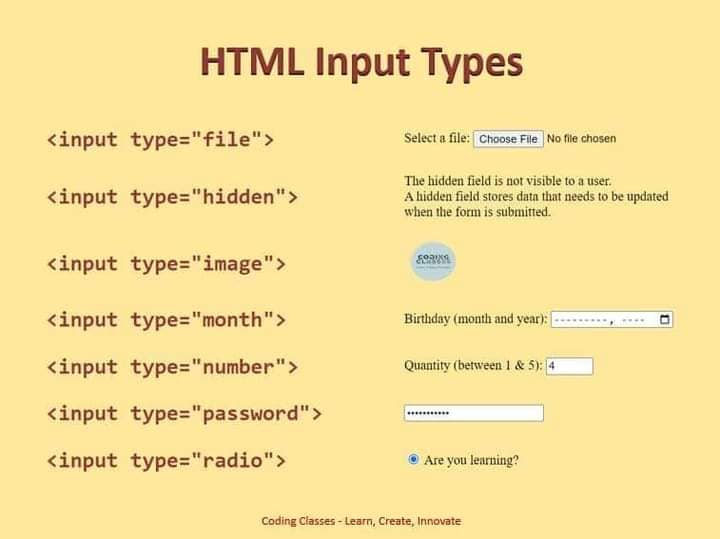 HTML Input Types
<input type="file">
Select a file: Choose File No file chosen
<input type="hidden">
The hidden field is not visible to a user.
A hidden field stores data that needs to be updated
when the form is submitted.
<input type="image">
CODING
CLASSES
<input type="month">
Birthday (month and year): ---------, ----
<input type="number">
Quantity (between 1 & 5): 4
<input type="password">
•••••••••••
<input type="radio">
Are you learning?
Coding Classes - Learn, Create, Innovate